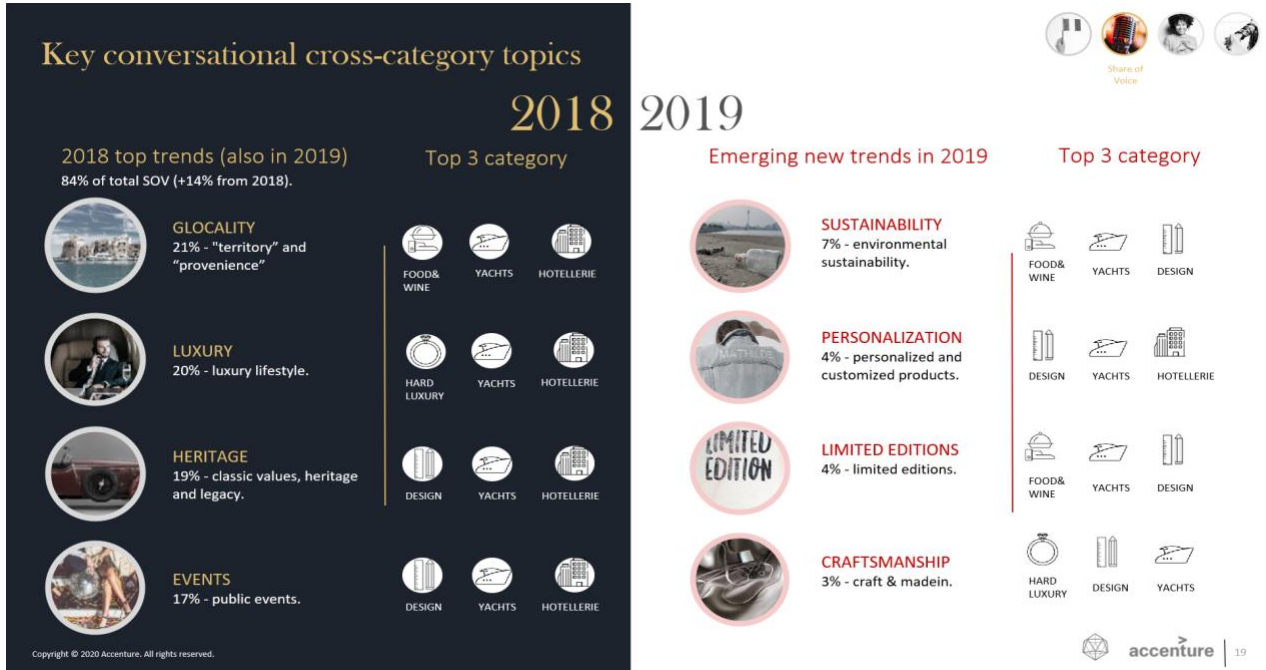 Key conversational cross-category topics
Share of
Voice
2018 2019
2018 top trends (also in 2019)
84% of total SOV (+14% from 2018).
Top 3 category
GLOCALITY
21% - "territory" and
“provenience”
FOOD&
WINE
YACHTS
HOTELLERIE
LUXURY
20% - luxury lifestyle.
HARD
LUXURY
YACHTS
HOTELLERIE
HERITAGE
19% - classic values, heritage
and legacy.
DESIGN
YACHTS
HOTELLERIE
EVENTS
17% - public events.
DESIGN
YACHTS
HOTELLERIE
Emerging new trends in 2019
Top 3 category
SUSTAINABILITY
7% - environmental
sustainability.
FOOD&
WINE
YACHTS
DESIGN
MATHILDE
PERSONALIZATION
4% - personalized and
customized products.
DESIGN
YACHTS
HOTELLERIE
LIMITED
EDITION
LIMITED EDITIONS
4% - limited editions.
FOOD&
WINE
YACHTS
DESIGN
CRAFTSMANSHIP
3% - craft & madein.
HARD
LUXURY
DESIGN
YACHTS
Copyright © 2020 Accenture. All rights reserved.
accenture
19